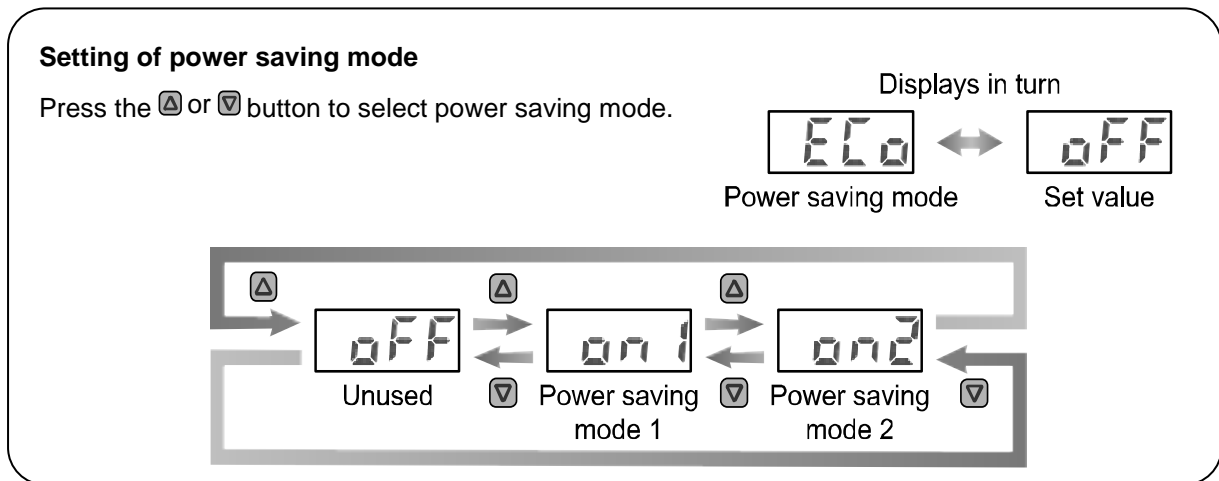 Setting of power saving mode
Press the or button to select power saving mode.
Displays in turn
ECo oFF
Power saving mode Set value
oFF on1 on2
Unused Power saving Power saving
mode 1 mode 2